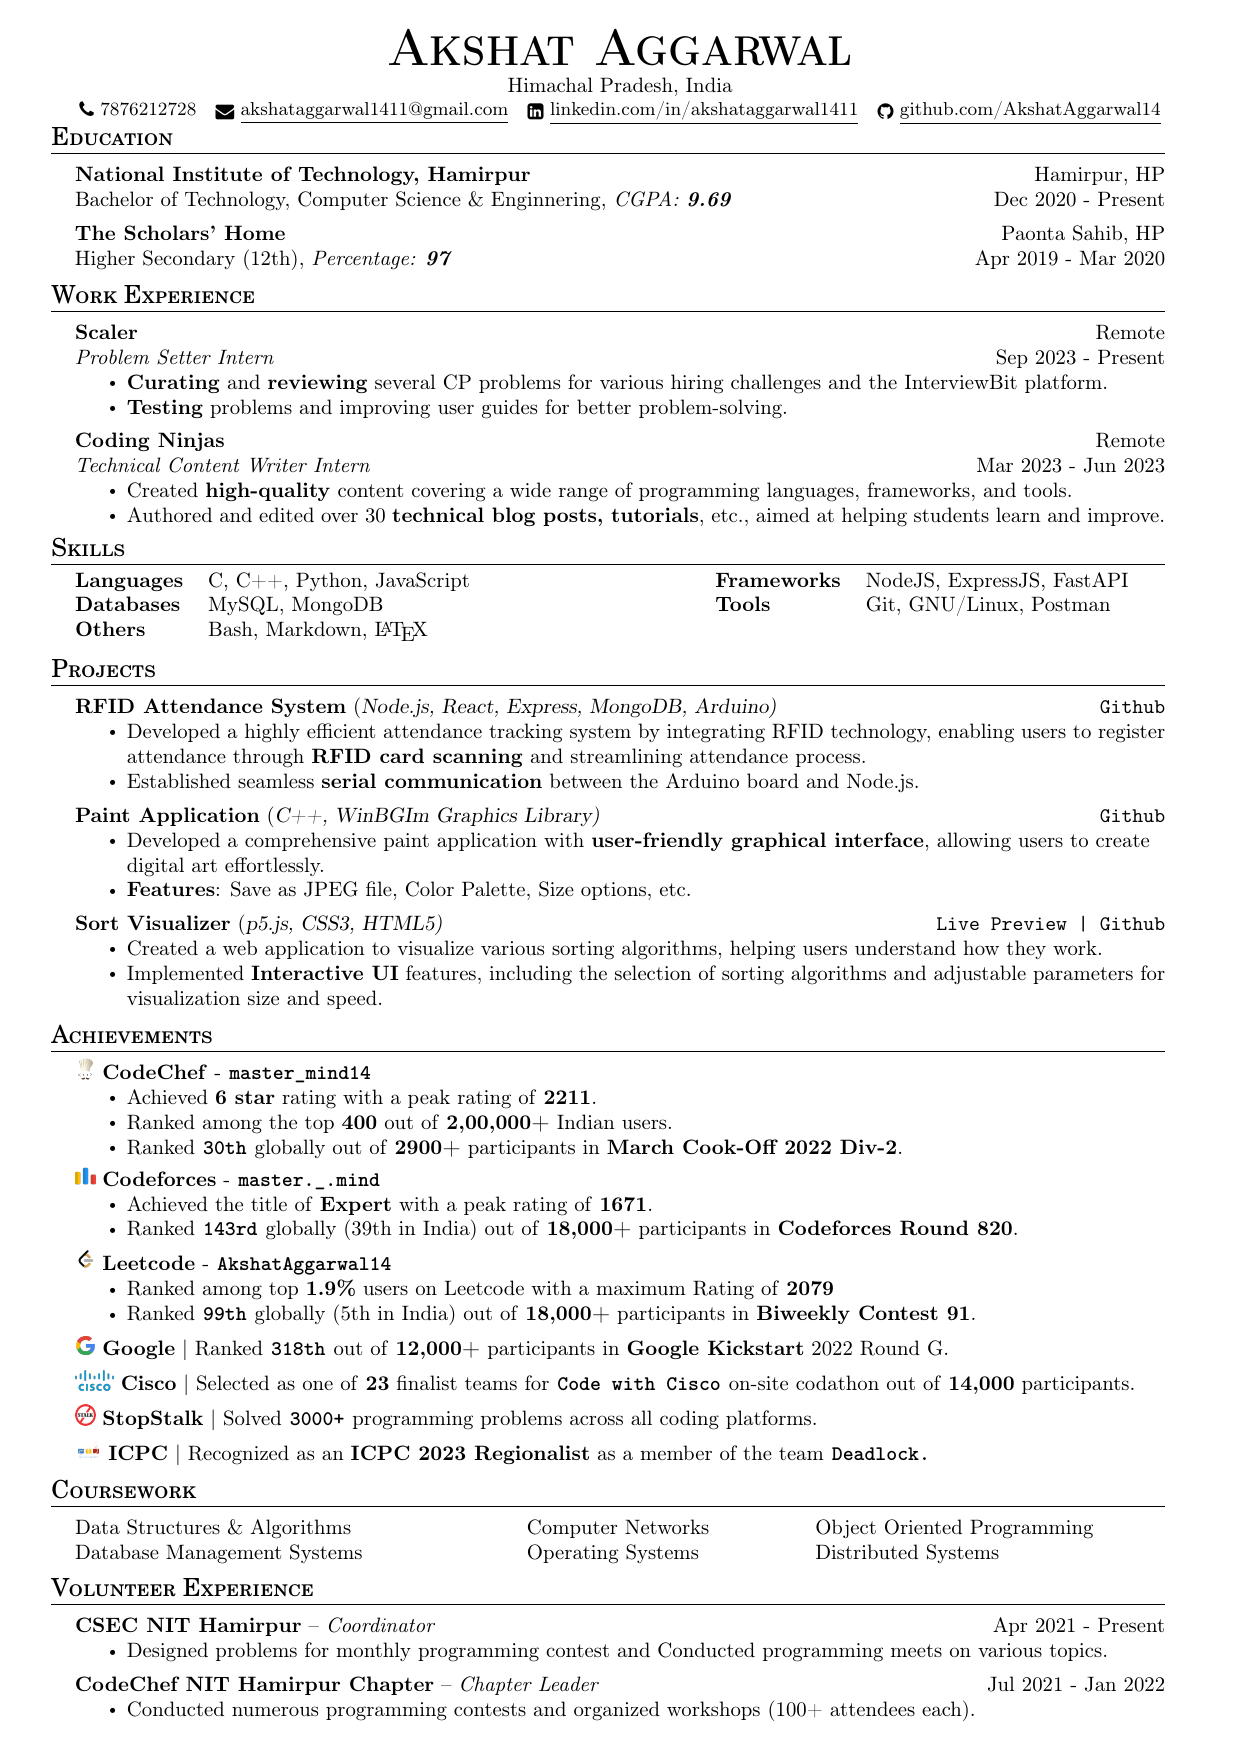 Akshat Aggarwal
Himachal Pradesh, India
7876212728 akshataggarwal1411@gmail.com linkedin.com/in/akshataggarwal1411 github.com/AkshatAggarwal14
Education
National Institute of Technology, Hamirpur Hamirpur, HP
Bachelor of Technology, Computer Science & Enginnering, CGPA: 9.69 Dec 2020 - Present
The Scholars' Home Paonta Sahib, HP
Higher Secondary (12th), Percentage: 97 Apr 2019 - Mar 2020
Work Experience
Scaler Remote
Problem Setter Intern Sep 2023 - Present
• Curating and reviewing several CP problems for various hiring challenges and the InterviewBit platform.
• Testing problems and improving user guides for better problem-solving.
Coding Ninjas Remote
Technical Content Writer Intern Mar 2023 - Jun 2023
• Created high-quality content covering a wide range of programming languages, frameworks, and tools.
• Authored and edited over 30 technical blog posts, tutorials, etc., aimed at helping students learn and improve.
Skills
Languages C, C++, Python, JavaScript Frameworks NodeJS, ExpressJS, FastAPI
Databases MySQL, MongoDB Tools Git, GNU/Linux, Postman
Others Bash, Markdown, LATEX
Projects
RFID Attendance System (Node.js, React, Express, MongoDB, Arduino) Github
• Developed a highly efficient attendance tracking system by integrating RFID technology, enabling users to register
attendance through RFID card scanning and streamlining attendance process.
• Established seamless serial communication between the Arduino board and Node.js.
Paint Application (C++, WinBGIm Graphics Library) Github
• Developed a comprehensive paint application with user-friendly graphical interface, allowing users to create
digital art effortlessly.
• Features: Save as JPEG file, Color Palette, Size options, etc.
Sort Visualizer (p5.js, CSS3, HTML5) Live Preview | Github
• Created a web application to visualize various sorting algorithms, helping users understand how they work.
• Implemented Interactive UI features, including the selection of sorting algorithms and adjustable parameters for
visualization size and speed.
Achievements
CodeChef - master_mind14
• Achieved 6 star rating with a peak rating of 2211.
• Ranked among the top 400 out of 2,00,000+ Indian users.
• Ranked 30th globally out of 2900+ participants in March Cook-Off 2022 Div-2.
Codeforces - master._.mind
• Achieved the title of Expert with a peak rating of 1671.
• Ranked 143rd globally (39th in India) out of 18,000+ participants in Codeforces Round 820.
Leetcode - AkshatAggarwal14
• Ranked among top 1.9% users on Leetcode with a maximum Rating of 2079
• Ranked 99th globally (5th in India) out of 18,000+ participants in Biweekly Contest 91.
Google | Ranked 318th out of 12,000+ participants in Google Kickstart 2022 Round G.
CISCO Cisco | Selected as one of 23 finalist teams for Code with Cisco on-site codathon out of 14,000 participants.
STALK StopStalk | Solved 3000+ programming problems across all coding platforms.
ICPC | Recognized as an ICPC 2023 Regionalist as a member of the team Deadlock.
Coursework
Data Structures & Algorithms Computer Networks Object Oriented Programming
Database Management Systems Operating Systems Distributed Systems
Volunteer Experience
CSEC NIT Hamirpur – Coordinator Apr 2021 - Present
• Designed problems for monthly programming contest and Conducted programming meets on various topics.
CodeChef NIT Hamirpur Chapter – Chapter Leader Jul 2021 - Jan 2022
• Conducted numerous programming contests and organized workshops (100+ attendees each).